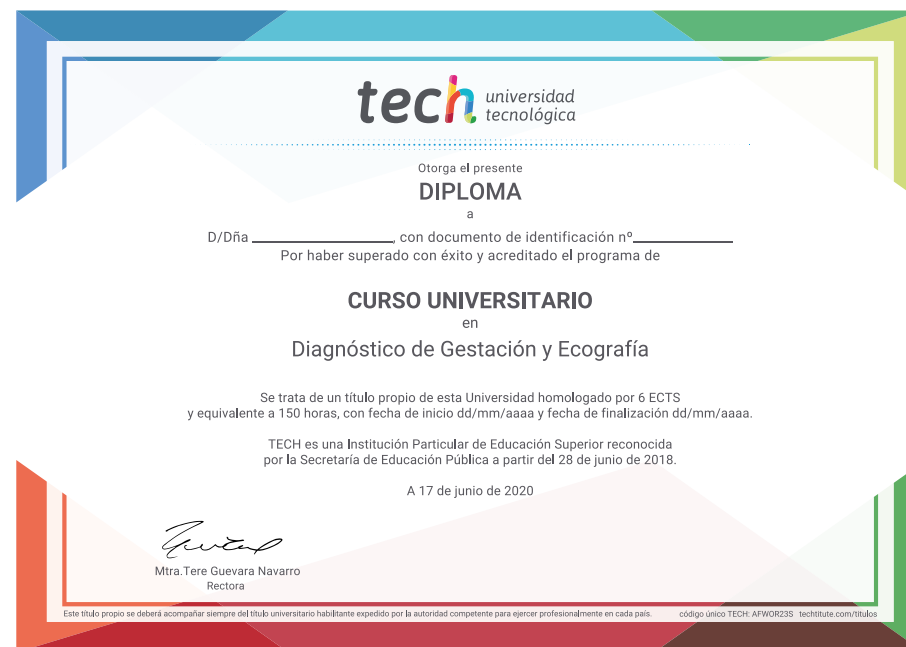 tech universidad
tecnológica
Otorga el presente
DIPLOMA
a
D/Dña ____________________, con documento de identificación nº______________
Por haber superado con éxito y acreditado el programa de
CURSO UNIVERSITARIO
en
Diagnóstico de Gestación y Ecografía
Se trata de un título propio de esta Universidad homologado por 6 ECTS
y equivalente a 150 horas, con fecha de inicio dd/mm/aaaa y fecha de finalización dd/mm/aaaa.
TECH es una Institución Particular de Educación Superior reconocida
por la Secretaría de Educación Pública a partir del 28 de junio de 2018.
A 17 de junio de 2020
Mtra.Tere Guevara Navarro
Rectora
Este título propio se deberá acompañar siempre del título universitario habilitante expedido por la autoridad competente para ejercer profesionalmente en cada país. código único TECH: AFWOR23S techtitute.com/titulos